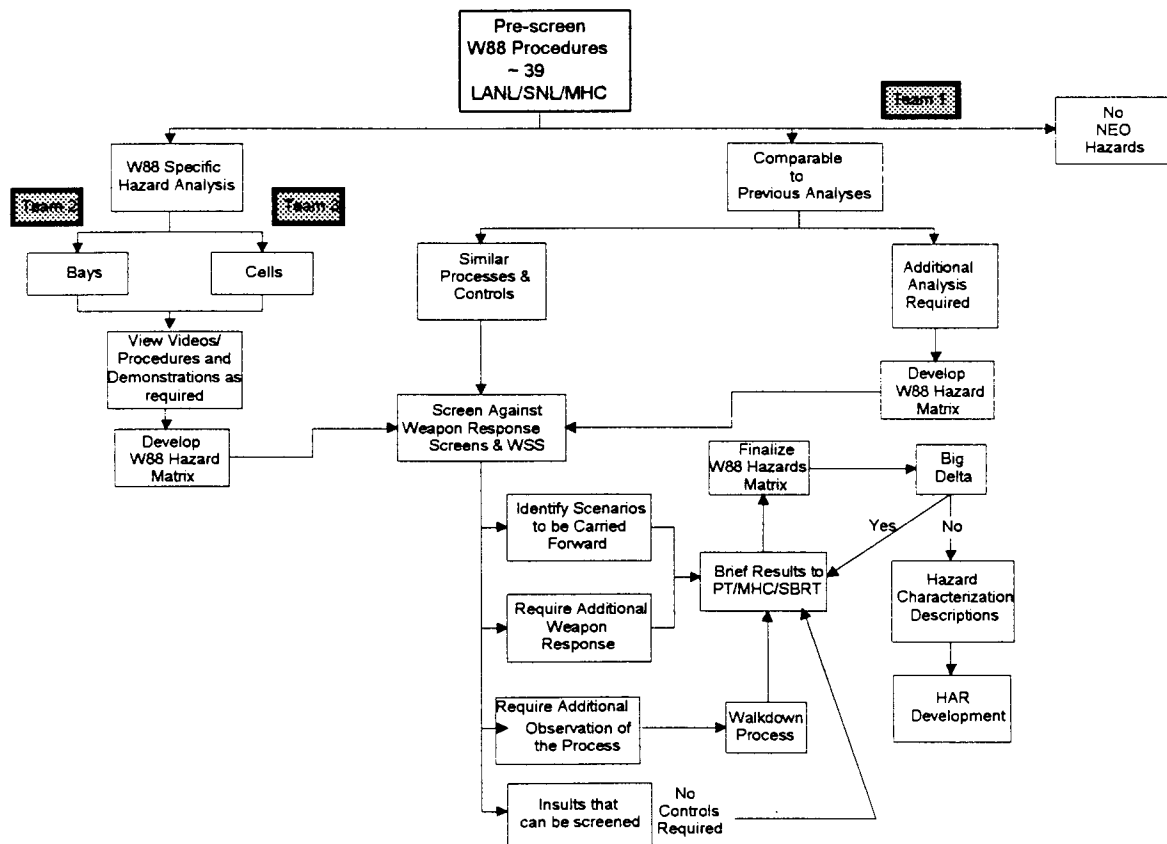 Pre-screen
W88 Procedures
~ 39
LANL/SNL/MHC
Team 1
No
NEO
Hazards
W88 Specific
Hazard Analysis
Comparable
to
Previous Analyses
Team 2
Team 3
Bays
Cells
Similar
Processes &
Controls
Additional
Analysis
Required
View Videos/
Procedures and
Demonstrations as
required
Develop
W88 Hazard
Matrix
Develop
W88 Hazard
Matrix
Screen Against
Weapon Response
Screens & WSS
Finalize
W88 Hazards
Matrix
Big
Delta
Identify Scenarios
to be Carried
Forward
Yes
No
Brief Results to
PT/MHC/SBRT
Hazard
Characterization
Descriptions
Require Additional
Weapon
Response
HAR
Development
Require Additional
Observation of
the Process
Walkdown
Process
Insults that
can be screened
No
Controls
Required